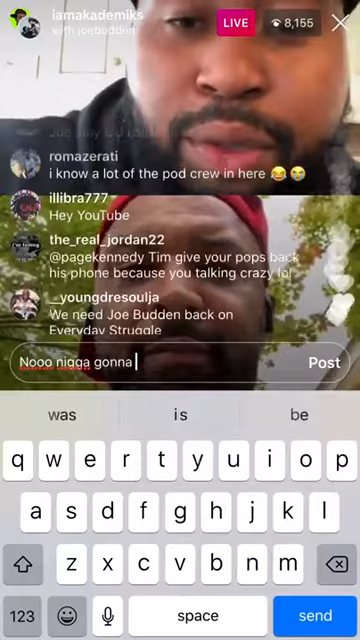 iamakademiks
with joebudden
LIVE
8,155
romazerati
i know a lot of the pod crew in here 😂😭
illibra777
Hey YouTube
the_real_jordan22
@pagekennedy Tim give your pops back
his phone because you talking crazy lol
__youngdresoulja
We need Joe Budden back on
Everyday Struggle
Nooo nigga gonna
Post
was
is
be
q w e r t y u i o p
a s d f g h j k l
z x c v b n m
123
space
send